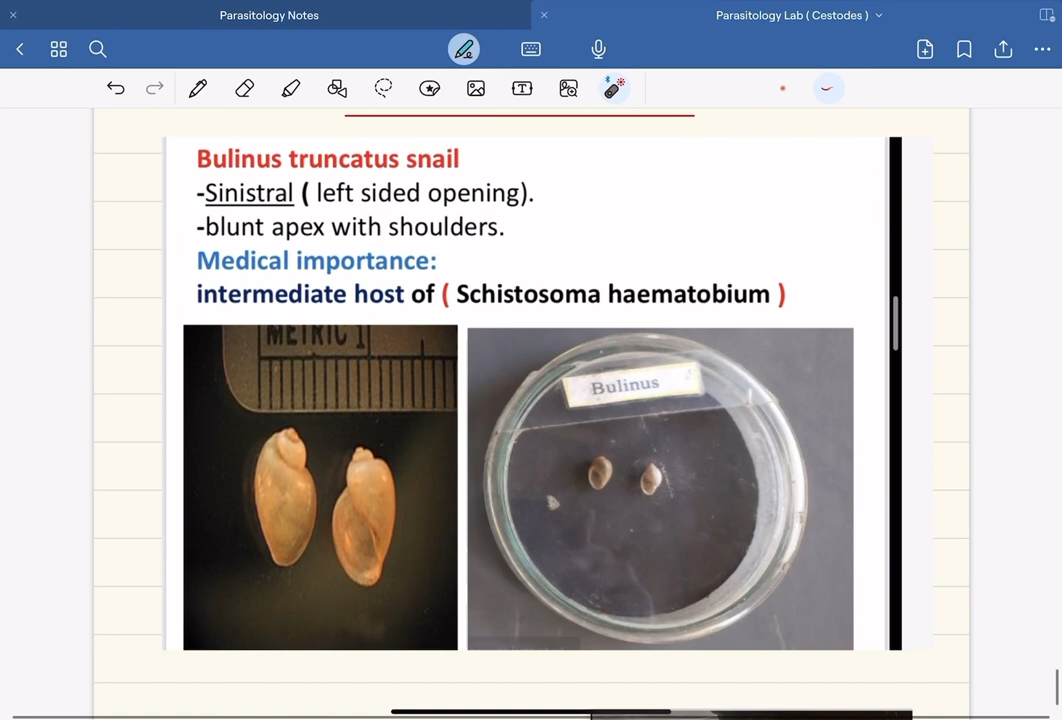 Parasitology Notes
Parasitology Lab ( Cestodes )
Bulinus truncatus snail
-Sinistral ( left sided opening).
-blunt apex with shoulders.
Medical importance:
intermediate host of ( Schistosoma haematobium )
METRIC 1
Bulinus